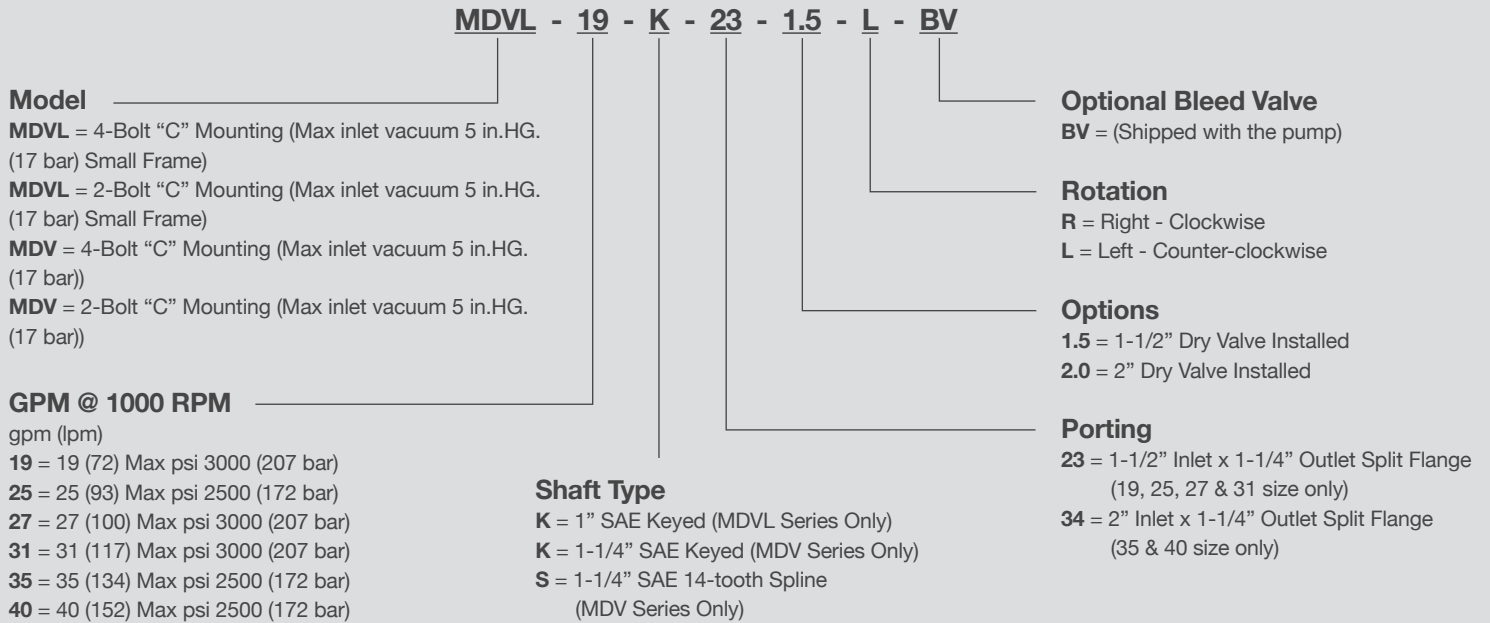 MDVL - 19 - K - 23 - 1.5 - L - BV
Model
MDVL = 4-Bolt “C” Mounting (Max inlet vacuum 5 in.HG.
(17 bar) Small Frame)
MDVL = 2-Bolt “C” Mounting (Max inlet vacuum 5 in.HG.
(17 bar) Small Frame)
MDV = 4-Bolt “C” Mounting (Max inlet vacuum 5 in.HG.
(17 bar))
MDV = 2-Bolt “C” Mounting (Max inlet vacuum 5 in.HG.
(17 bar))
GPM @ 1000 RPM
gpm (lpm)
19 = 19 (72) Max psi 3000 (207 bar)
25 = 25 (93) Max psi 2500 (172 bar)
27 = 27 (100) Max psi 3000 (207 bar)
31 = 31 (117) Max psi 3000 (207 bar)
35 = 35 (134) Max psi 2500 (172 bar)
40 = 40 (152) Max psi 2500 (172 bar)
Shaft Type
K = 1” SAE Keyed (MDVL Series Only)
K = 1-1/4” SAE Keyed (MDV Series Only)
S = 1-1/4” SAE 14-tooth Spline
(MDV Series Only)
Optional Bleed Valve
BV = (Shipped with the pump)
Rotation
R = Right - Clockwise
L = Left - Counter-clockwise
Options
1.5 = 1-1/2” Dry Valve Installed
2.0 = 2” Dry Valve Installed
Porting
23 = 1-1/2” Inlet x 1-1/4” Outlet Split Flange
(19, 25, 27 & 31 size only)
34 = 2” Inlet x 1-1/4” Outlet Split Flange
(35 & 40 size only)